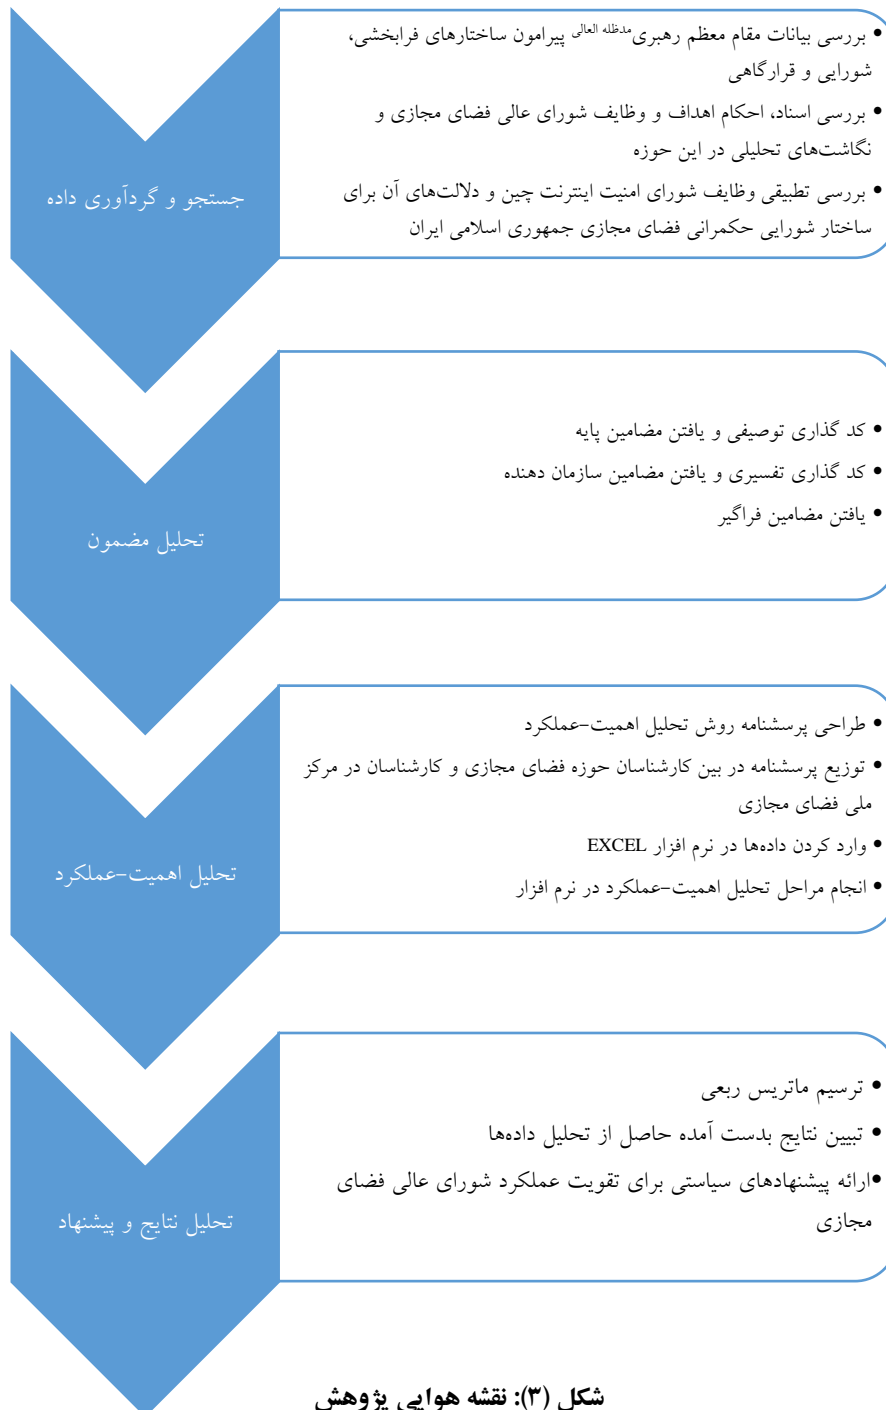 • بررسی بیانات مقام معظم رهبری مدظله العالی پیرامون ساختارهای فرابخشی،
شورایی و قرارگاهی
• بررسی اسناد، احکام اهداف و وظایف شورای عالی فضای مجازی و
نگاشت‌های تحلیلی در این حوزه
• بررسی تطبیقی وظایف شورای امنیت اینترنت چین و دلالت‌های آن برای
ساختار شورایی حکمرانی فضای مجازی جمهوری اسلامی ایران
جستجو و گردآوری داده
• کد گذاری توصیفی و یافتن مضامین پایه
• کد گذاری تفسیری و یافتن مضامین سازمان دهنده
• یافتن مضامین فراگیر
تحلیل مضمون
• طراحی پرسشنامه روش تحلیل اهمیت-عملکرد
• توزیع پرسشنامه در بین کارشناسان حوزه فضای مجازی و کارشناسان در مرکز
ملی فضای مجازی
• وارد کردن داده‌ها در نرم افزار EXCEL
• انجام مراحل تحلیل اهمیت-عملکرد در نرم افزار
تحلیل اهمیت-عملکرد
• ترسیم ماتریس ربعی
• تبیین نتایج بدست آمده حاصل از تحلیل داده‌ها
•ارائه پیشنهادهای سیاستی برای تقویت عملکرد شورای عالی فضای
مجازی
تحلیل نتایج و پیشنهاد
شکل (۳): نقشه هوایی پژوهش